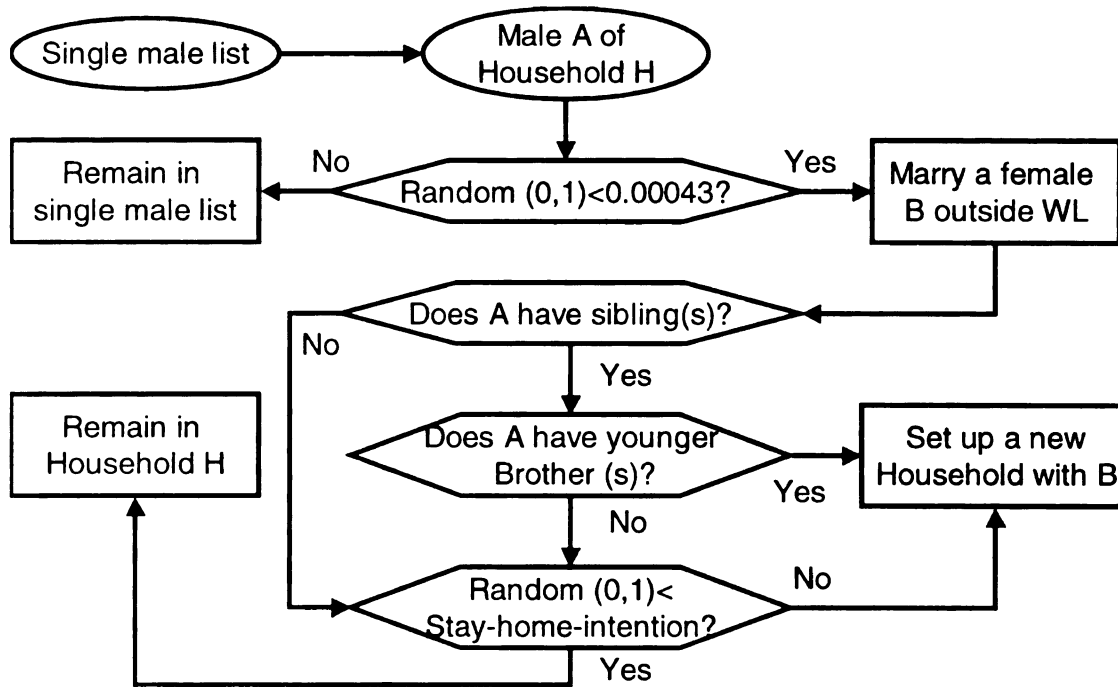 Single male list
Male A of
Household H
Remain in
single male list
No
Random (0,1)<0.00043?
Yes
Marry a female
B outside WL
Does A have sibling(s)?
No
Yes
Remain in
Household H
Does A have younger
Brother (s)?
Yes
Set up a new
Household with B
No
Random (0,1)<
Stay-home-intention?
No
Yes